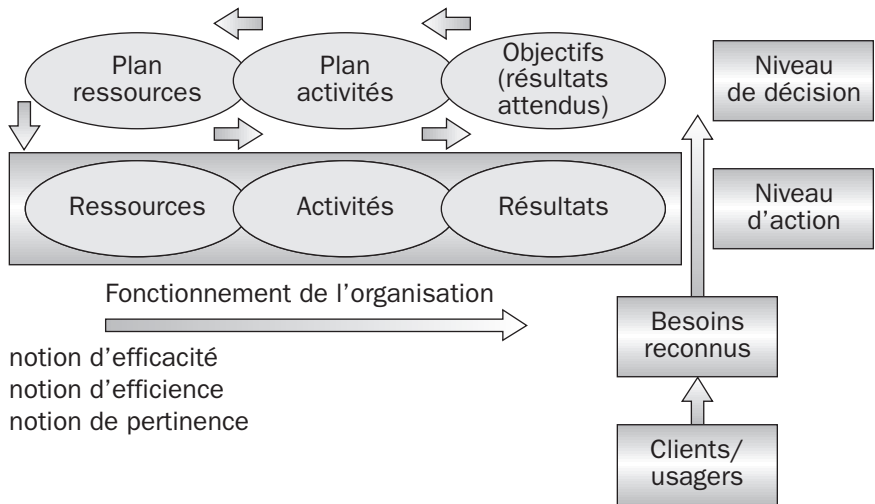 Plan
ressources
Plan
activités
Objectifs
(résultats
attendus)
Niveau
de décision
Ressources
Activités
Résultats
Niveau
d’action
Fonctionnement de l’organisation
notion d’efficacité
notion d’efficience
notion de pertinence
Besoins
reconnus
Clients/
usagers